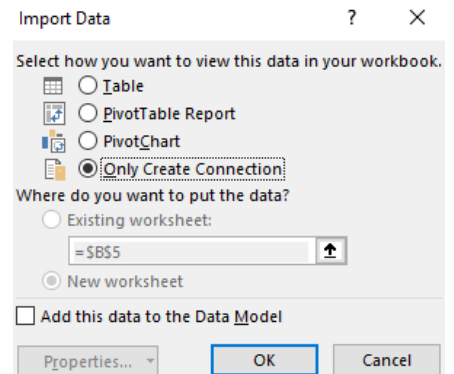 Import Data ? ×
Select how you want to view this data in your workbook.
Table
PivotTable Report
PivotChart
Only Create Connection
Where do you want to put the data?
Existing worksheet:
=$B$5
New worksheet
Add this data to the Data Model
Properties...
OK Cancel